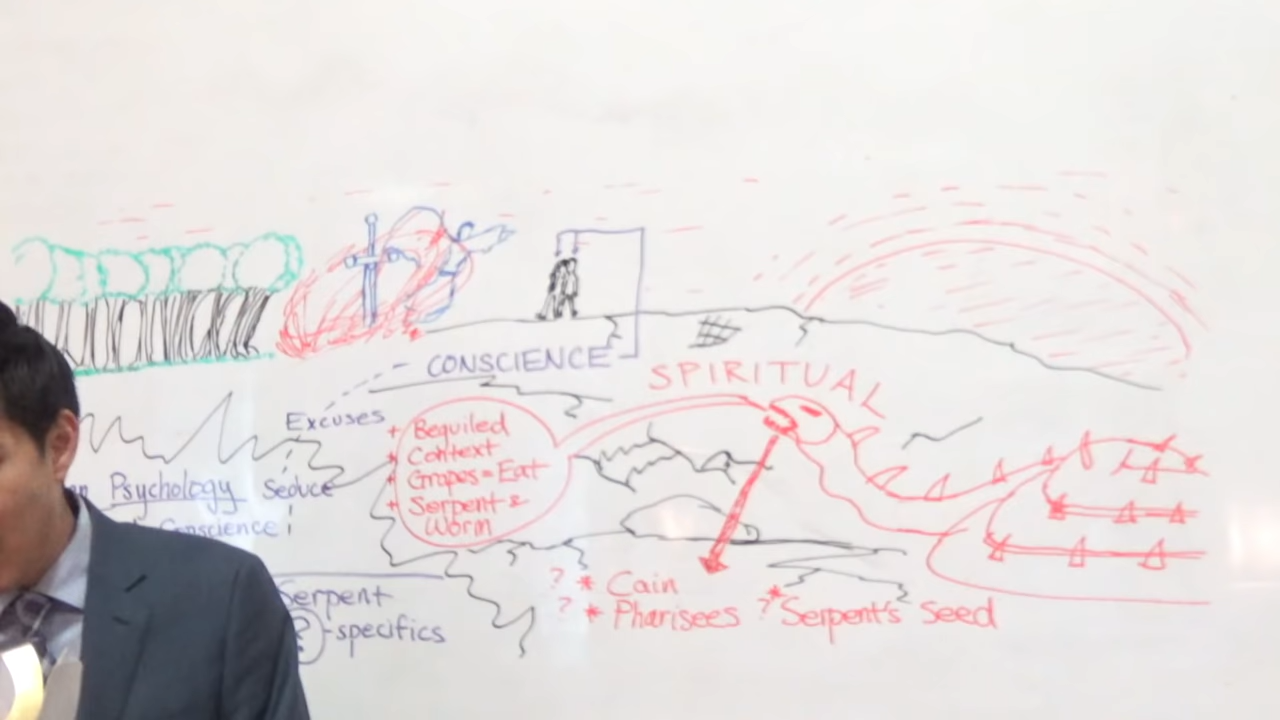 CONSCIENCE
SPIRITUAL
Excuses
+ Beguiled
* Context
+ Grapes = Eat
+ Serpent &
Worm
Psychology Seduce
Conscience
Serpent
? - specifics
? * Cain
? * Pharisees ? * Serpent's Seed